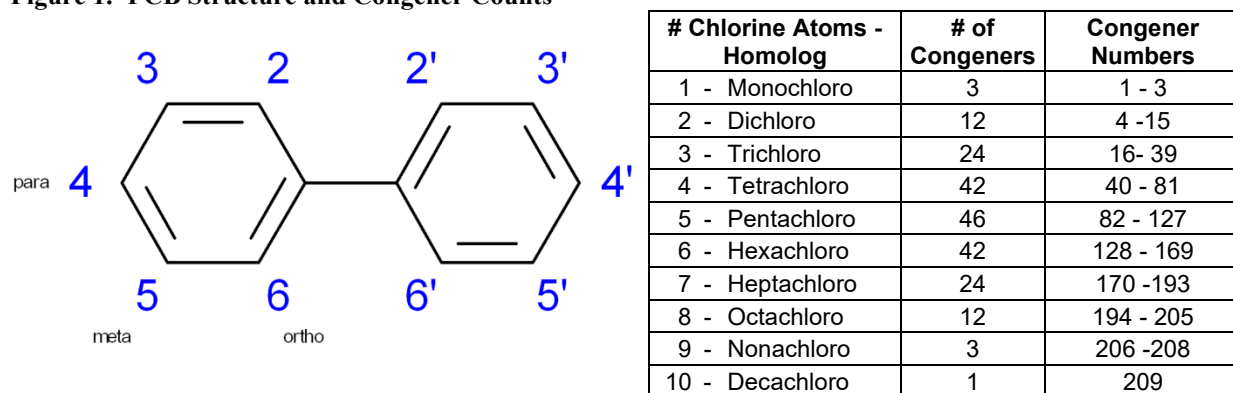 Figure 1. PCB Structure and Congener Counts
3 2 2' 3'
para 4 4'
5 6 6' 5'
meta ortho
# Chlorine Atoms - Homolog # of Congeners Congener Numbers
1 - Monochloro 3 1 - 3
2 - Dichloro 12 4 -15
3 - Trichloro 24 16- 39
4 - Tetrachloro 42 40 - 81
5 - Pentachloro 46 82 - 127
6 - Hexachloro 42 128 - 169
7 - Heptachloro 24 170 -193
8 - Octachloro 12 194 - 205
9 - Nonachloro 3 206 -208
10 - Decachloro 1 209